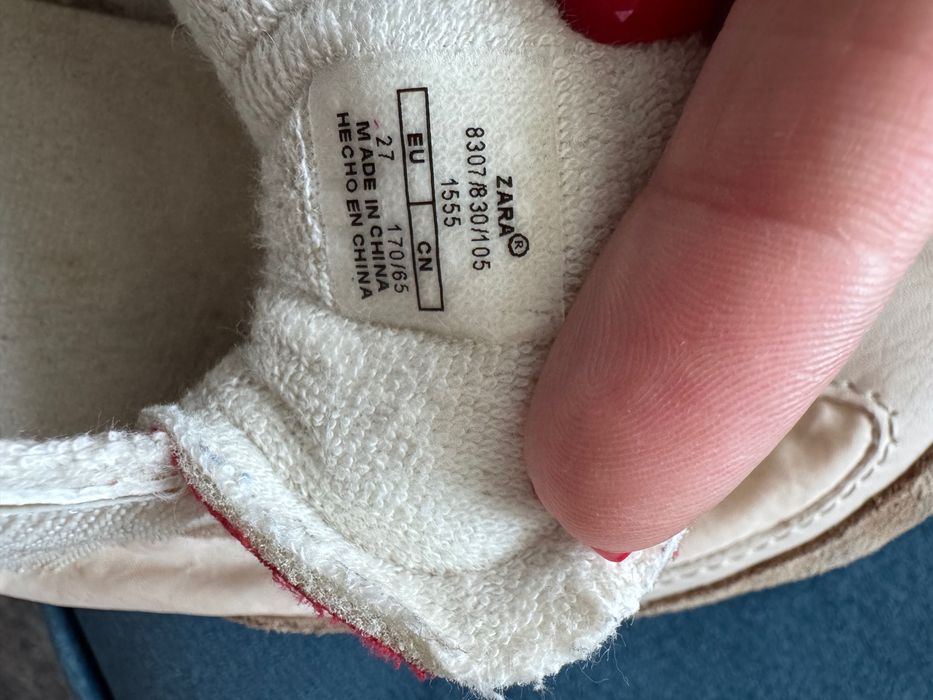 ZARA®
8307/830/105
1555
EU CN
27 170/65
MADE IN CHINA
HECHO EN CHINA